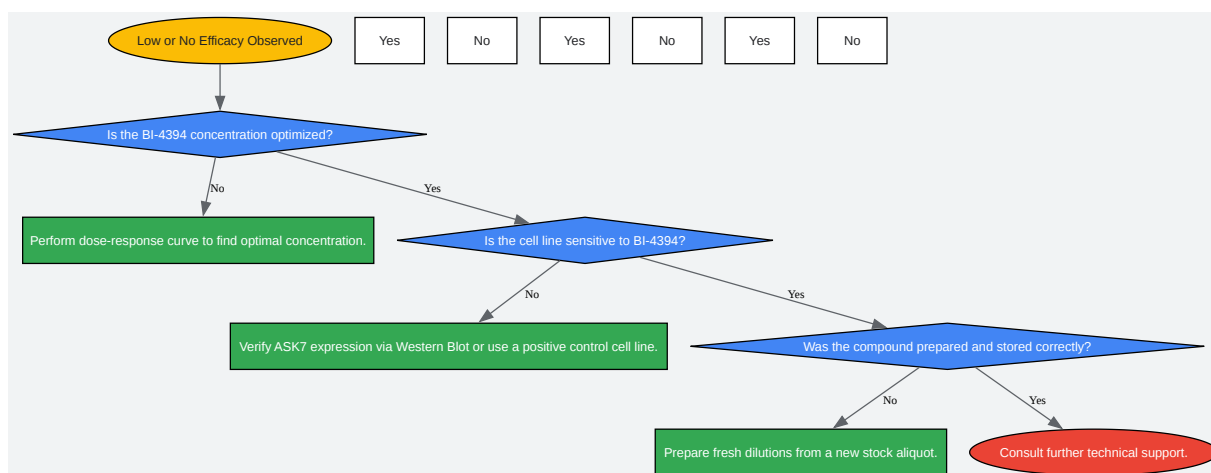 Low or No Efficacy Observed
Yes
No
Yes
No
Yes
No
Is the BI-4394 concentration optimized?
No
Yes
Perform dose-response curve to find optimal concentration.
Is the cell line sensitive to BI-4394?
No
Yes
Verify ASK7 expression via Western Blot or use a positive control cell line.
Was the compound prepared and stored correctly?
No
Yes
Prepare fresh dilutions from a new stock aliquot.
Consult further technical support.